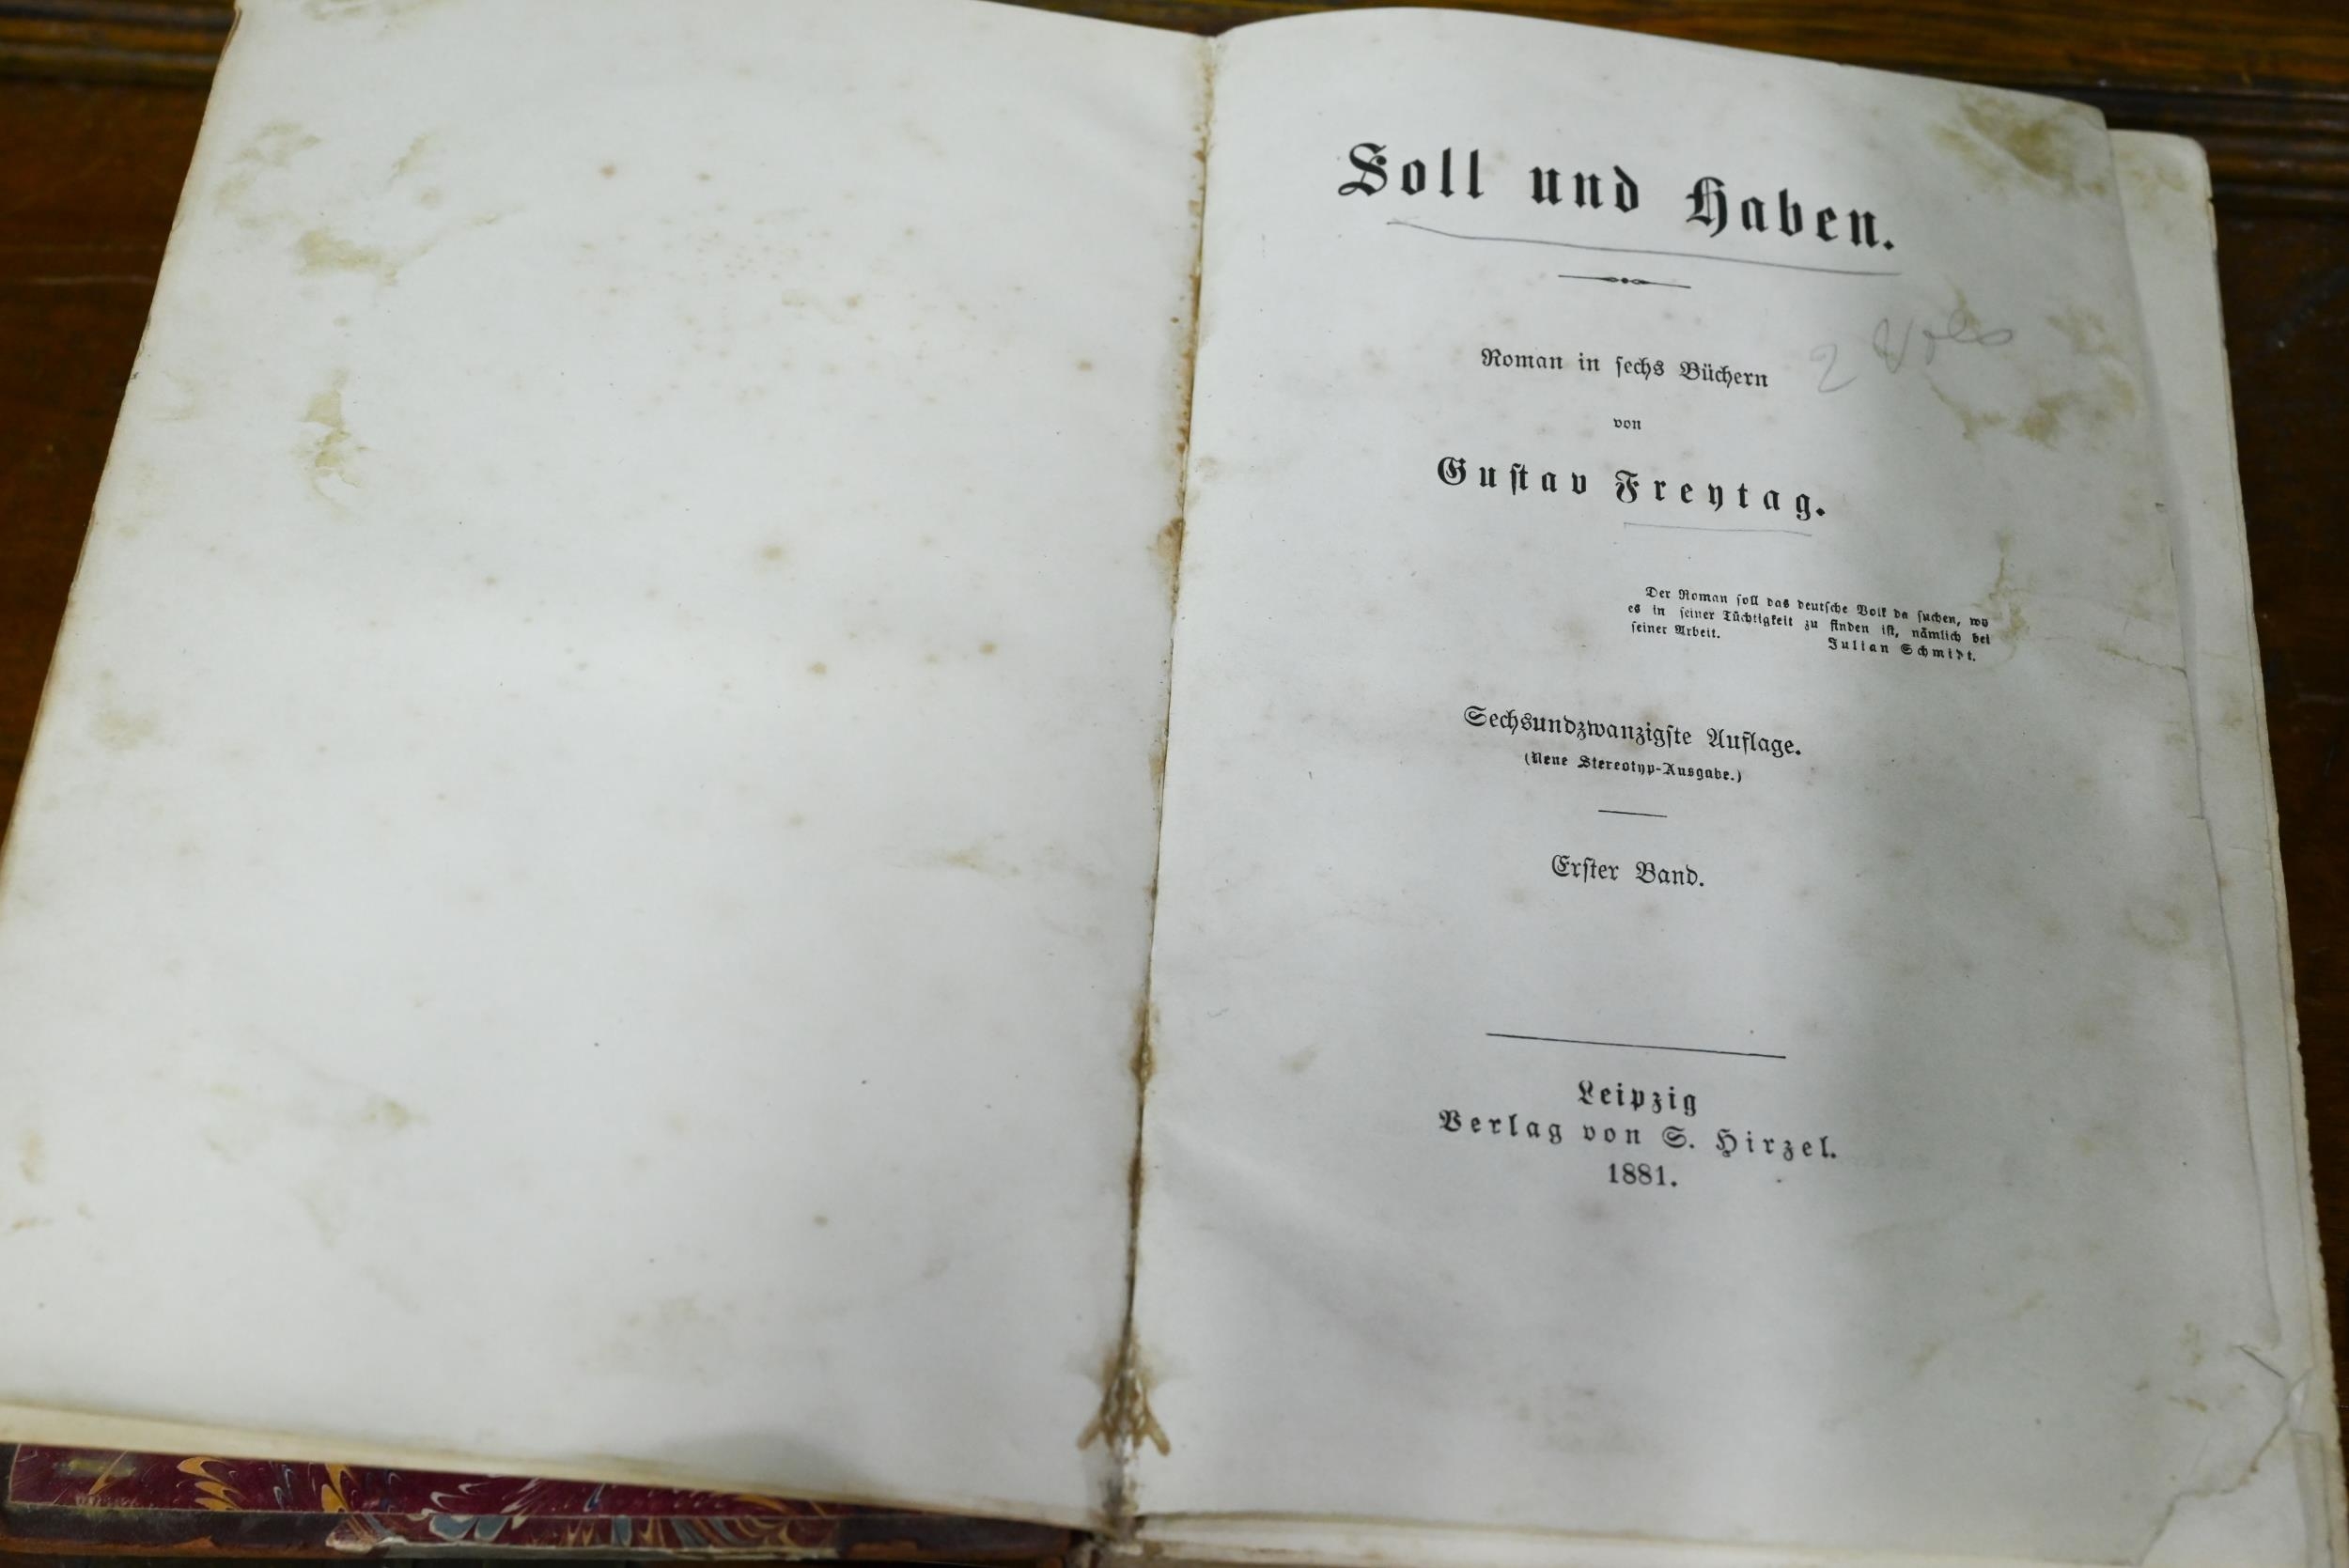 Soll und Haben.
Roman in sechs Büchern
2 Vols
von
Gustav Freytag.
Der Roman soll das deutsche Volk da suchen, wo
es in seiner Tüchtigkeit zu finden ist, nämlich bei
seiner Arbeit. Julian Schmidt.
Sechsundzwanzigste Auflage.
(Neue Stereotyp-Ausgabe.)
Erster Band.
Leipzig
Verlag von S. Hirzel.
1881.